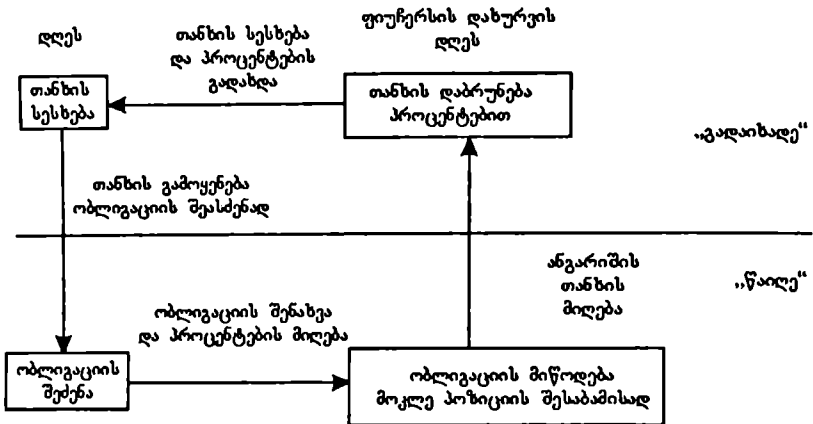 დღეს
თანხის სესხება
და პროცენტების
გადახდა
ფიუჩერსის დახურვის
დღეს
თანხის
სესხება
თანხის დაბრუნება
პროცენტებით
„გადაიხადე“
თანხის გამოყენება
ობლიგაციის შეასძენად
ანგარიშის
თანხის
მიღება
„წაიღე“
ობლიგაციის შენახვა
და პროცენტების მიღება
ობლიგაციის
შეძენა
ობლიგაციის მიწოდება
მოკლე პოზიციის შესაბამისად